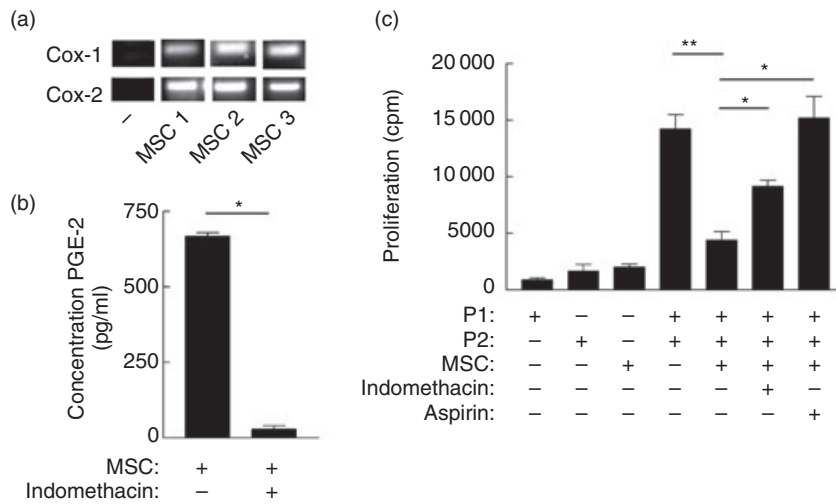 (a)
Cox-1
Cox-2
–
MSC 1
MSC 2
MSC 3
(b)
Concentration PGE-2
(pg/ml)
750
500
250
0
*
MSC: + +
Indomethacin: – +
(c)
Proliferation (cpm)
20 000
15 000
10 000
5000
0
**
*
*
P1: + – – + + + +
P2: – + – + + + +
MSC: – – + – + + +
Indomethacin: – – – – – + –
Aspirin: – – – – – – +